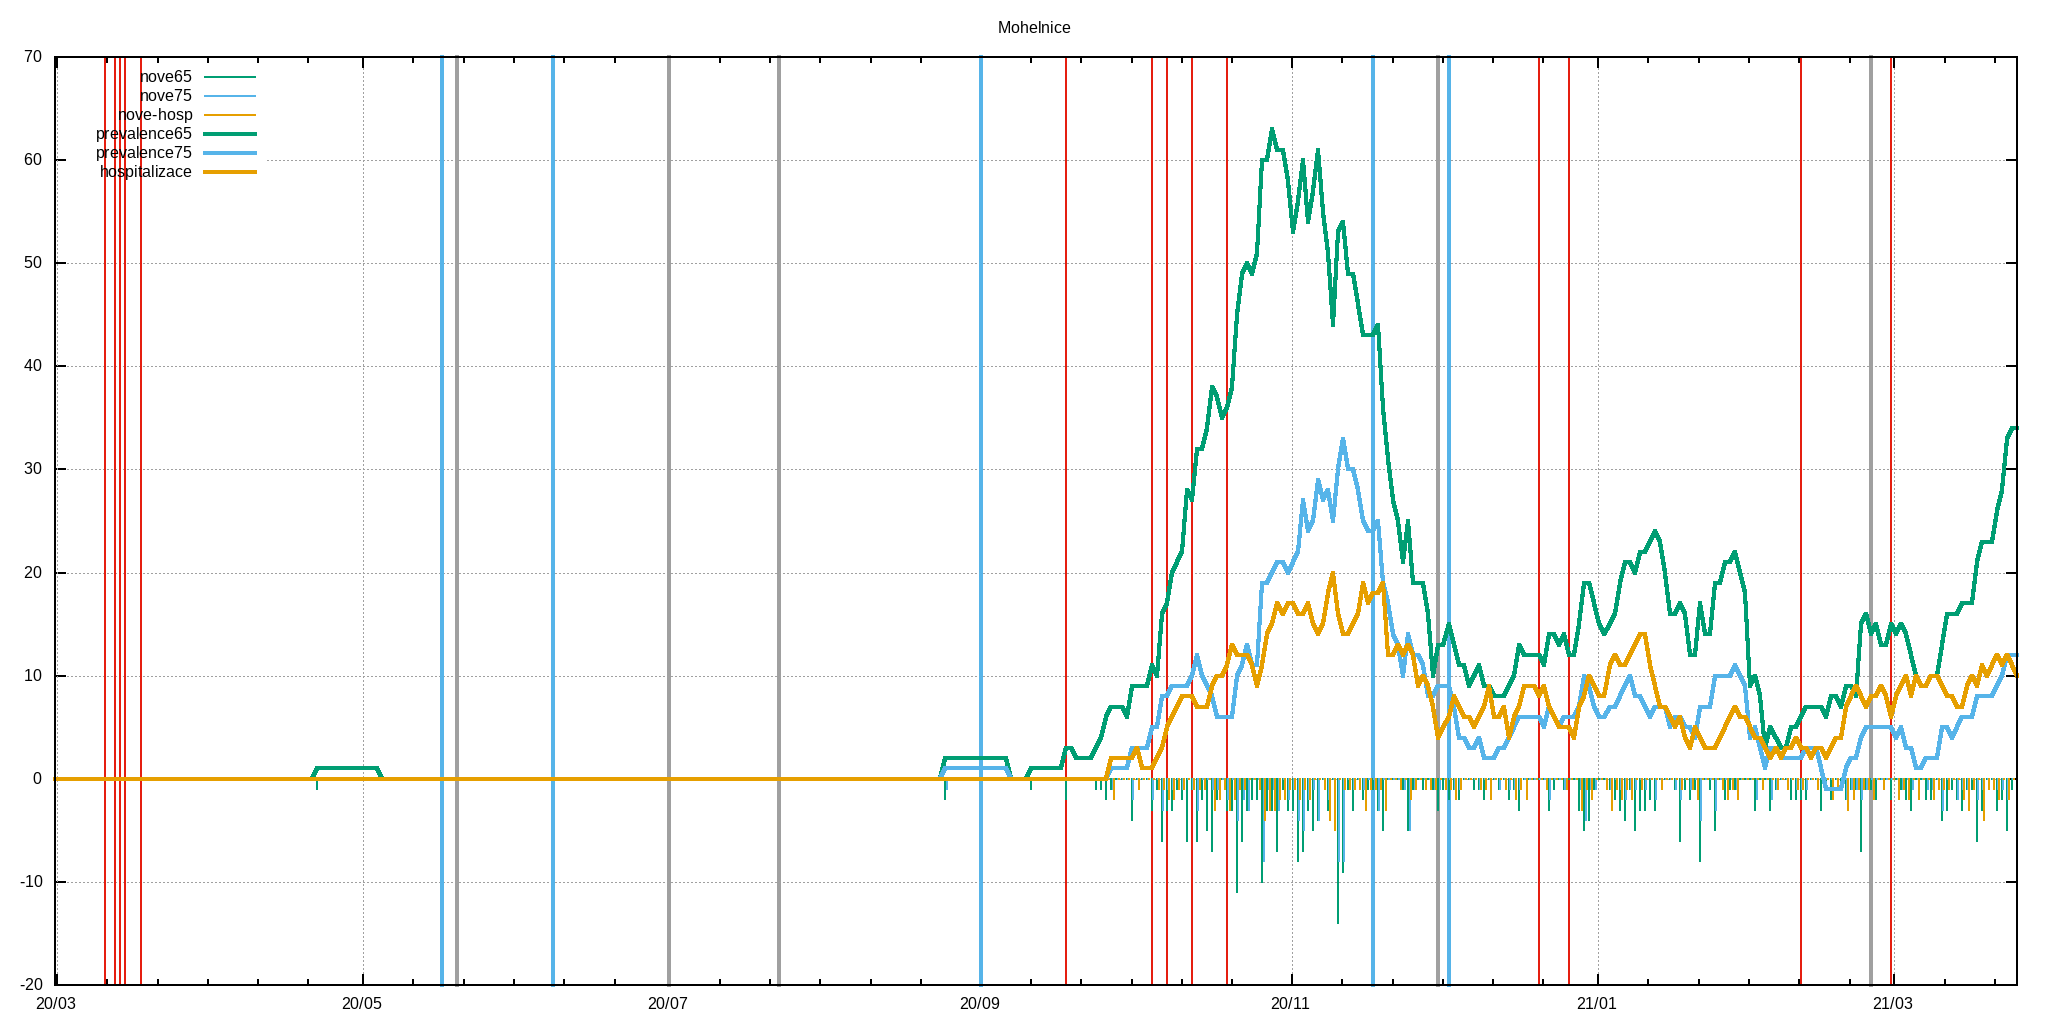 Mohelnice
70
60
50
40
30
20
10
0
-10
-20
nove65
nove75
nove-hosp
prevalence65
prevalence75
hospitalizace
20/03 20/05 20/07 20/09 20/11 21/01 21/03